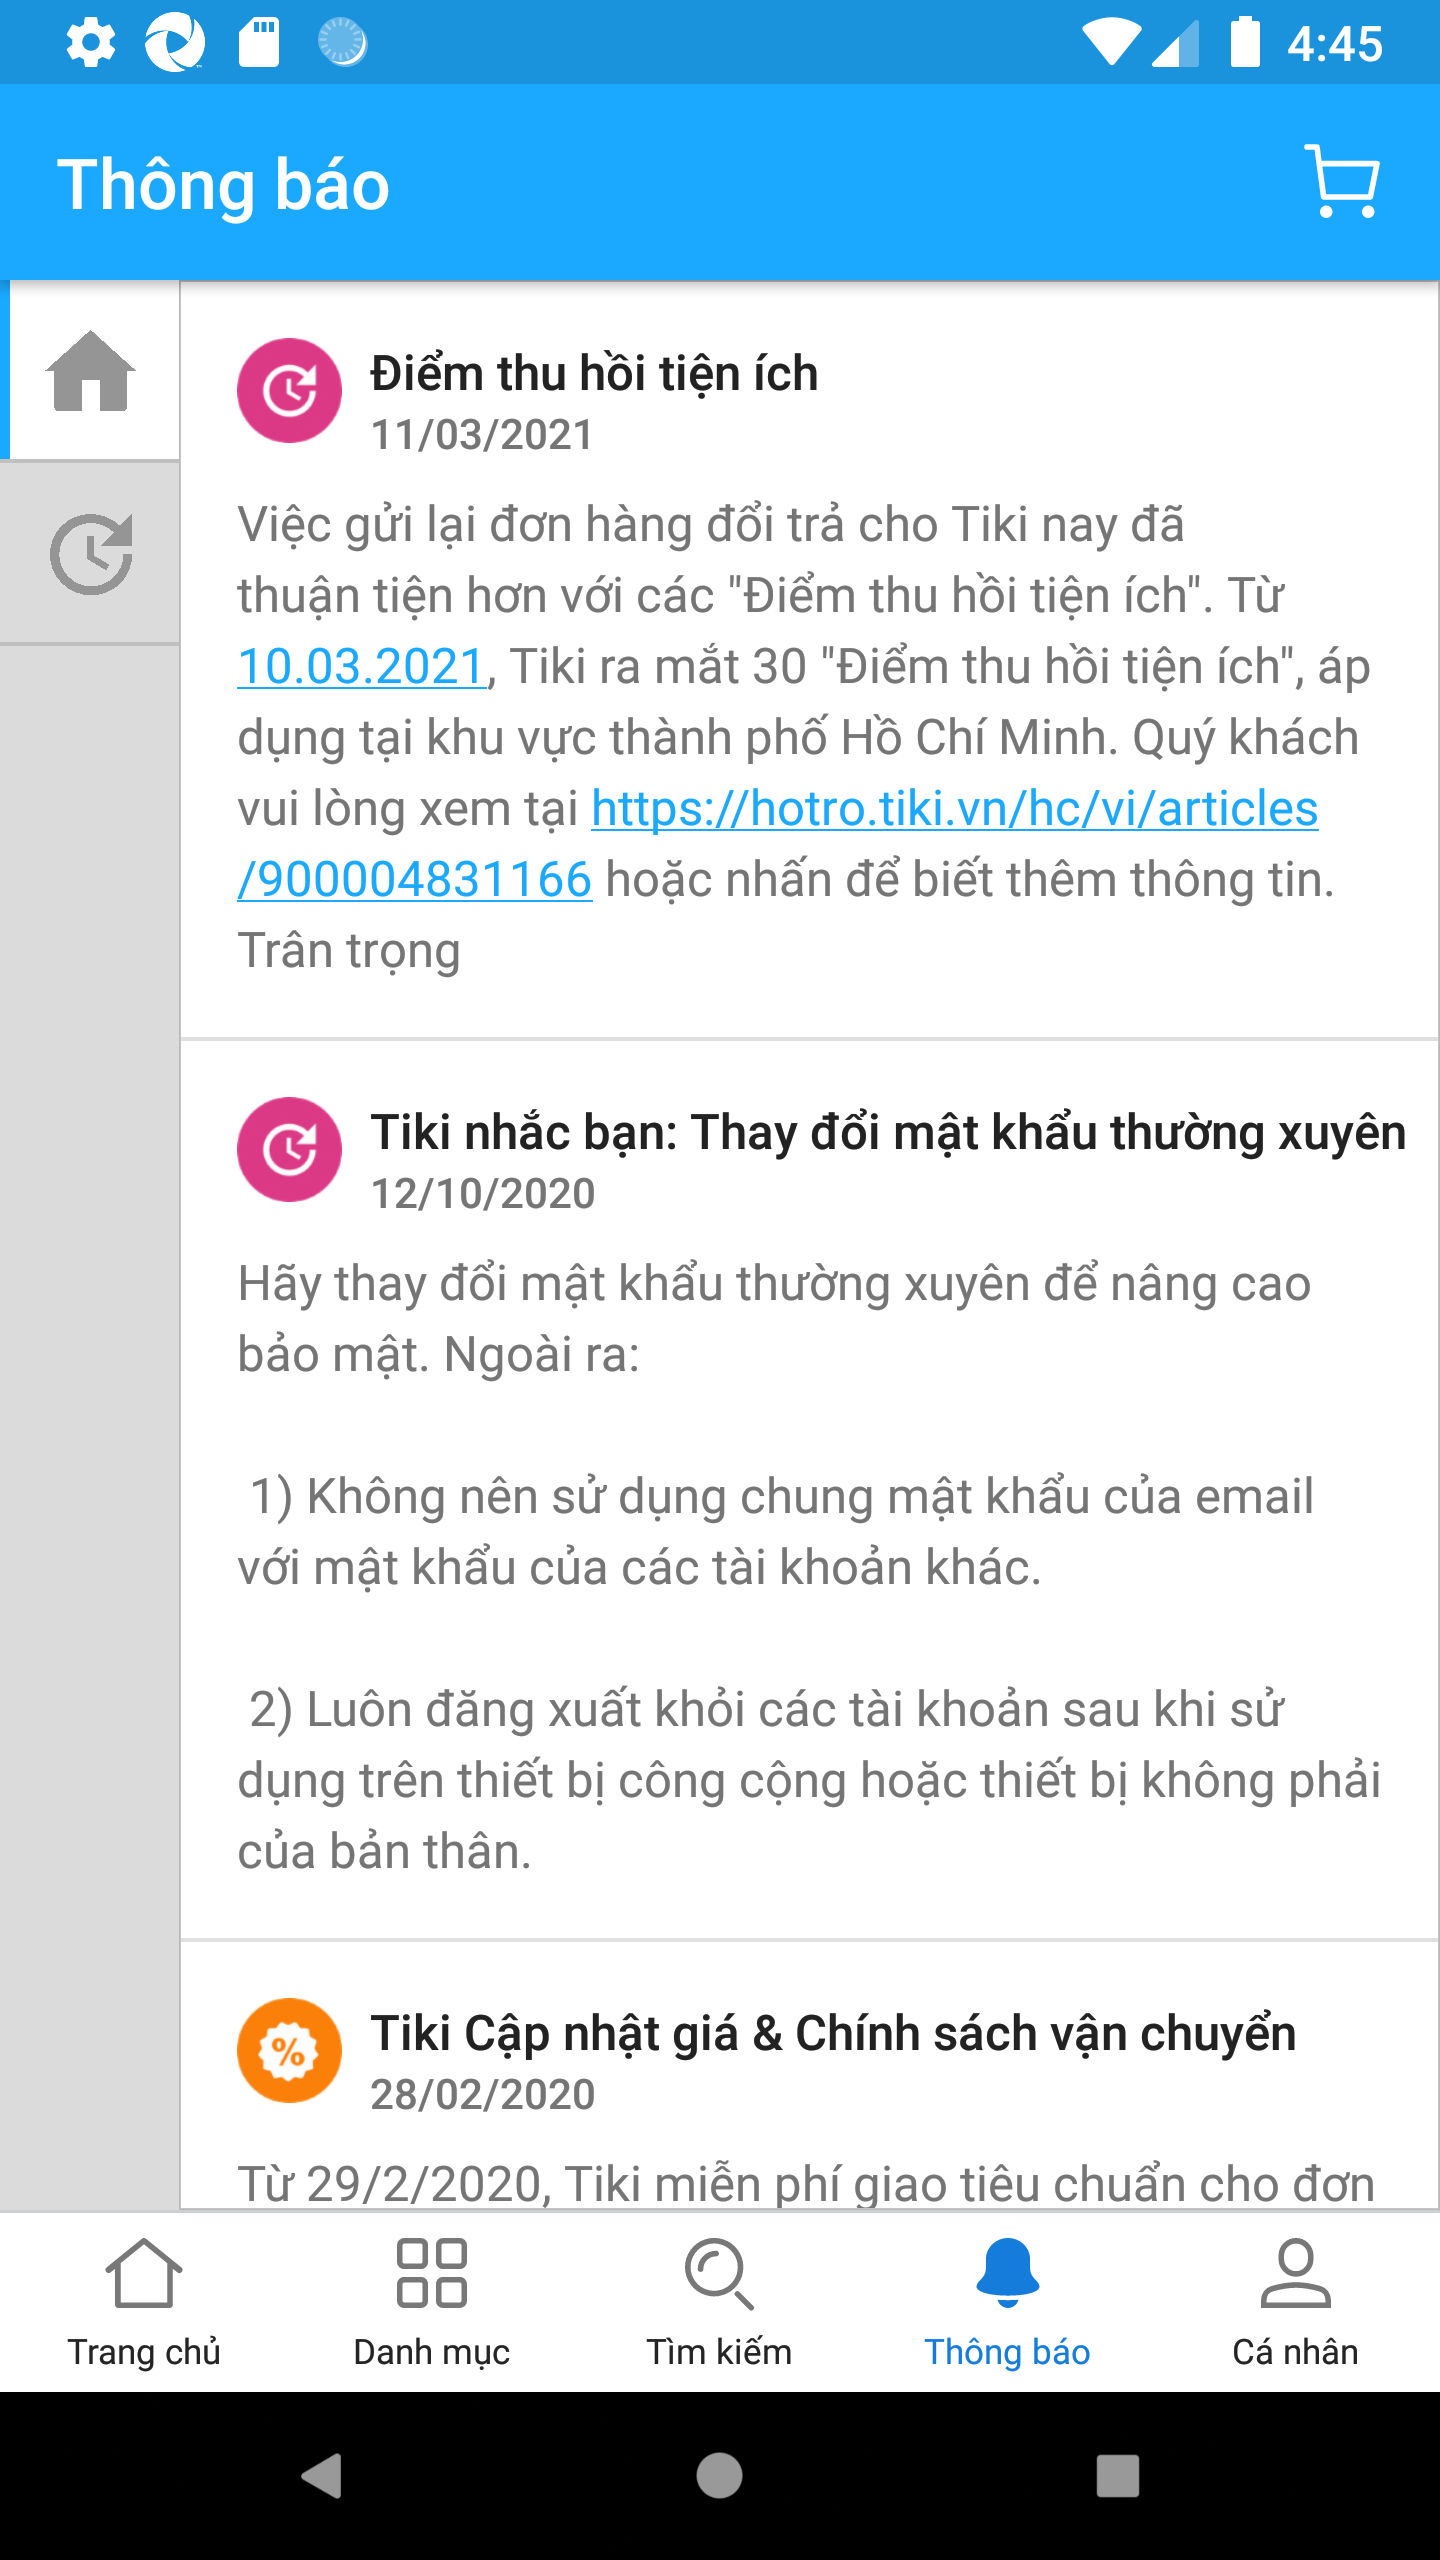 4:45
Thông báo
Điểm thu hồi tiện ích
11/03/2021
Việc gửi lại đơn hàng đổi trả cho Tiki nay đã
thuận tiện hơn với các "Điểm thu hồi tiện ích". Từ
10.03.2021, Tiki ra mắt 30 "Điểm thu hồi tiện ích", áp
dụng tại khu vực thành phố Hồ Chí Minh. Quý khách
vui lòng xem tại https://hotro.tiki.vn/hc/vi/articles
/900004831166 hoặc nhấn để biết thêm thông tin.
Trân trọng
Tiki nhắc bạn: Thay đổi mật khẩu thường xuyên
12/10/2020
Hãy thay đổi mật khẩu thường xuyên để nâng cao
bảo mật. Ngoài ra:
1) Không nên sử dụng chung mật khẩu của email
với mật khẩu của các tài khoản khác.
2) Luôn đăng xuất khỏi các tài khoản sau khi sử
dụng trên thiết bị công cộng hoặc thiết bị không phải
của bản thân.
Tiki Cập nhật giá & Chính sách vận chuyển
28/02/2020
Từ 29/2/2020, Tiki miễn phí giao tiêu chuẩn cho đơn
Trang chủ
Danh mục
Tìm kiếm
Thông báo
Cá nhân